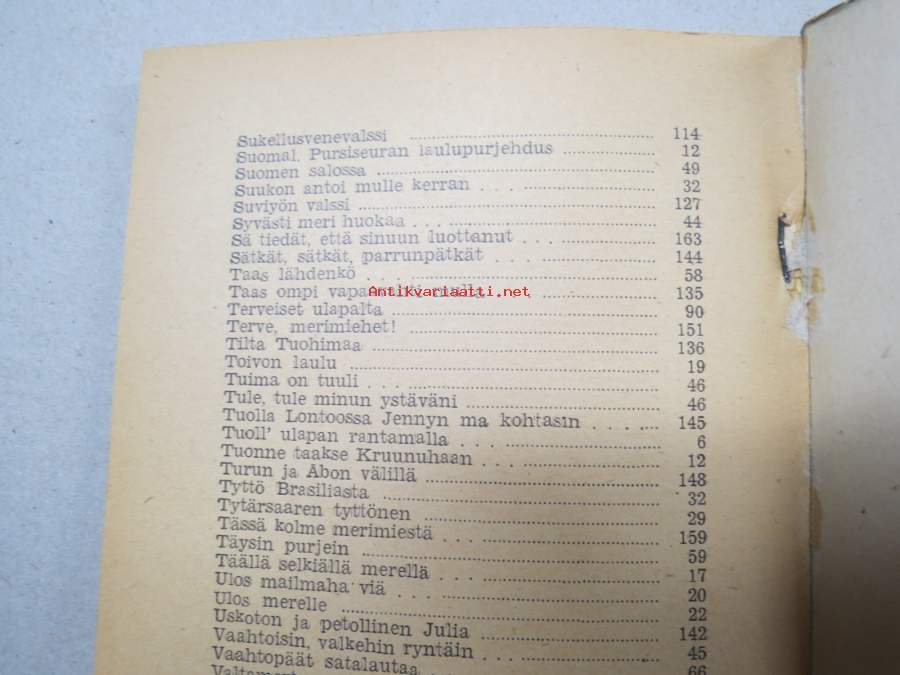 Sukellusvenevalssi 114
Suomal. Pursiseuran laulupurjehdus 12
Suomen salossa 49
Suukon antoi mulle kerran 32
Suviyön valssi 127
Syvästi meri huokaa 44
Sä tiedät, että sinuun luottanut 163
Sätkät, sätkät, parrunpätkät 144
Taas lähdenkö 58
Taas ompi 135
Antikvariaatti.net
Terveiset ulapalta 90
Terve, merimiehet! 151
Tilta Tuohimaa 136
Toivon laulu 19
Tuima on tuuli 46
Tule, tule minun ystäväni 46
Tuolla Lontoossa Jennyn ma kohtasin 145
Tuoll' ulapan rantamalla 6
Tuonne taakse Kruunuhaan 12
Turun ja Åbon välillä 148
Tyttö Brasiliasta 32
Tytärsaaren tyttönen 29
Tässä kolme merimiestä 159
Täysin purjein 59
Täällä selkiällä merellä 17
Ulos mailmaha viä 20
Ulos merelle 22
Uskoton ja petollinen Julia 142
Vaahtoisin, valkehin ryntäin 45
Vaahtopäät satalautaa 66